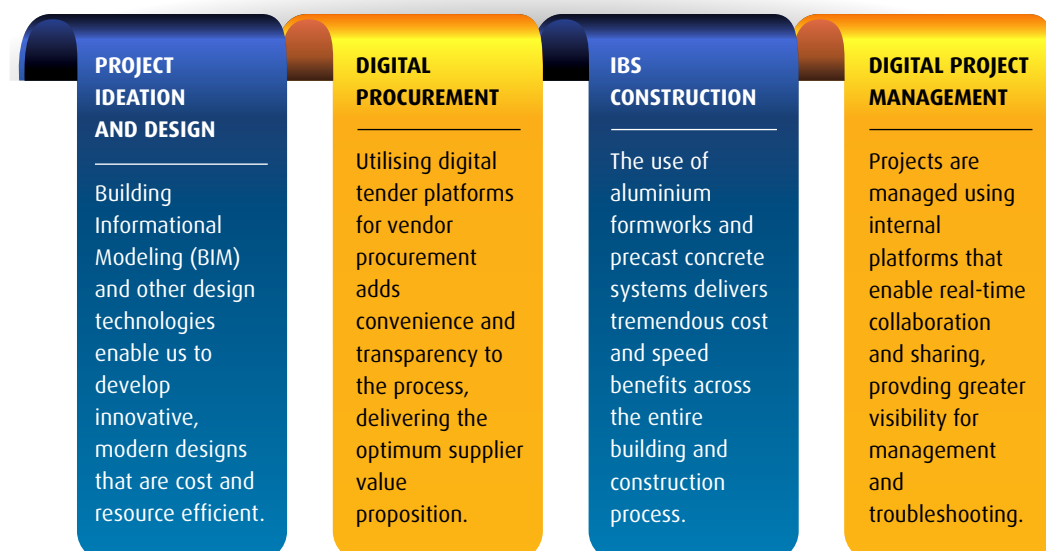 PROJECT
IDEATION
AND DESIGN
Building
Informational
Modeling (BIM)
and other design
technologies
enable us to
develop
innovative,
modern designs
that are cost and
resource efficient.
DIGITAL
PROCUREMENT
Utilising digital
tender platforms
for vendor
procurement
adds
convenience and
transparency to
the process,
delivering the
optimum supplier
value
proposition.
IBS
CONSTRUCTION
The use of
aluminium
formworks and
precast concrete
systems delivers
tremendous cost
and speed
benefits across
the entire
building and
construction
process.
DIGITAL PROJECT
MANAGEMENT
Projects are
managed using
internal
platforms that
enable real-time
collaboration
and sharing,
provding greater
visibility for
management
and
troubleshooting.